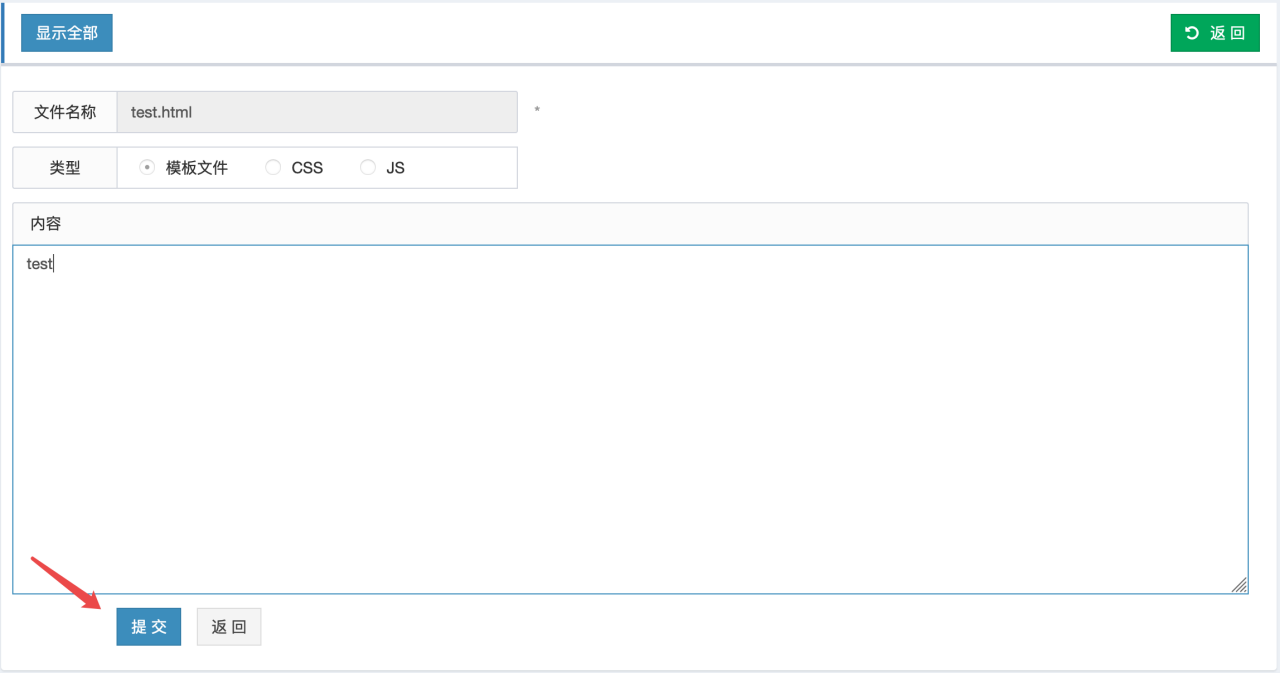 显示全部
返 回
文件名称 test.html *
类型 模板文件 CSS JS
内容
test
提 交 返 回